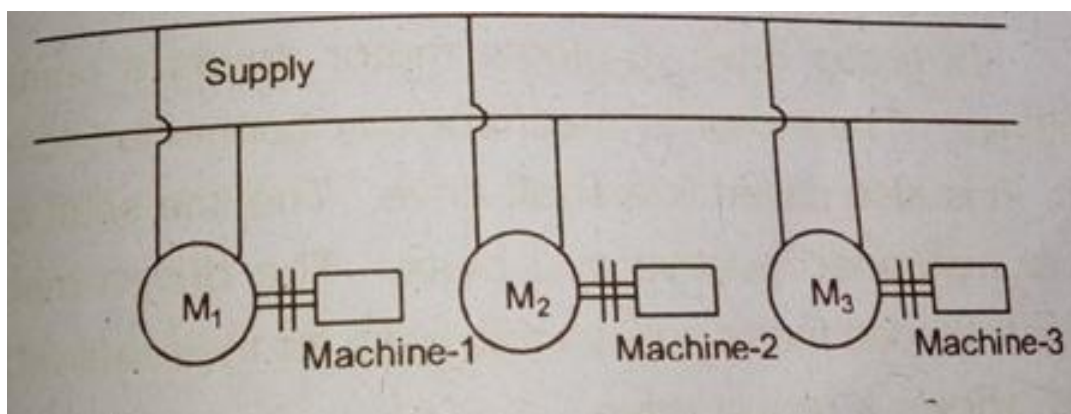 Supply
M₁
M₂
M₃
Machine-1
Machine-2
Machine-3